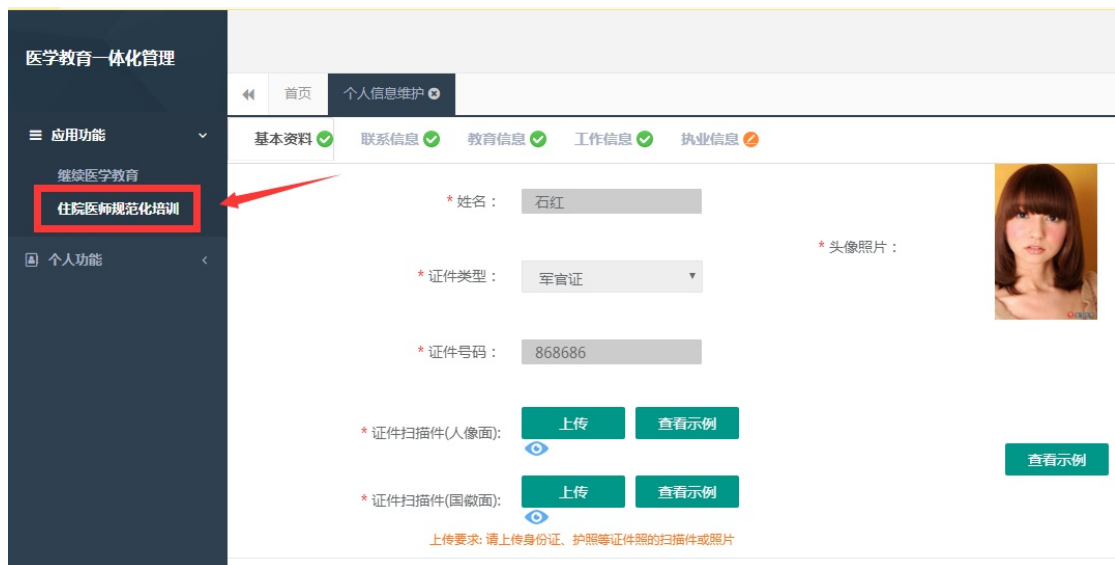 医学教育一体化管理
首页 个人信息维护
应用功能
基本资料 联系信息 教育信息 工作信息 执业信息
继续医学教育
住院医师规范化培训
*姓名： 石红
*头像照片：
个人功能
*证件类型： 军官证
*证件号码： 868686
*证件扫描件(人像面): 上传 查看示例
查看示例
*证件扫描件(国徽面): 上传 查看示例
上传要求: 请上传身份证、护照等证件照的扫描件或照片